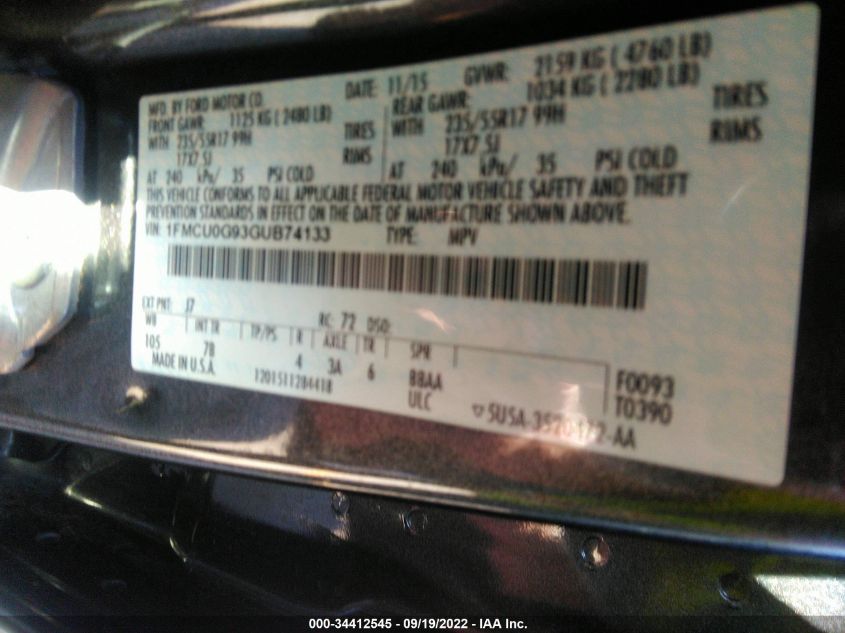 MFD. BY FORD MOTOR CO. DATE: 11/15 GVWR: 2159 KG ( 4760 LB)
FRONT GAWR: 1125 KG ( 2480 LB) REAR GAWR: 1034 KG ( 2280 LB)
WITH 235/55R17 99H TIRES WITH 235/55R17 99H TIRES
17X7.5J RIMS 17X7.5J RIMS
AT 240 kPa/ 35 PSI COLD AT 240 kPa/ 35 PSI COLD
THIS VEHICLE CONFORMS TO ALL APPLICABLE FEDERAL MOTOR VEHICLE SAFETY AND THEFT
PREVENTION STANDARDS IN EFFECT ON THE DATE OF MANUFACTURE SHOWN ABOVE.
VIN: 1FMCU0G93GUB74133 TYPE: MPV
EXT PNT: J7 RC: 72 DSO:
WB INT TR TP/PS R AXLE TR SPR
105 7B 4 3A 6 BBAA F0093
MADE IN U.S.A. 1201511284418 ULC T0390
5USA-3520472-AA
000-34412545 - 09/19/2022 - IAA Inc.